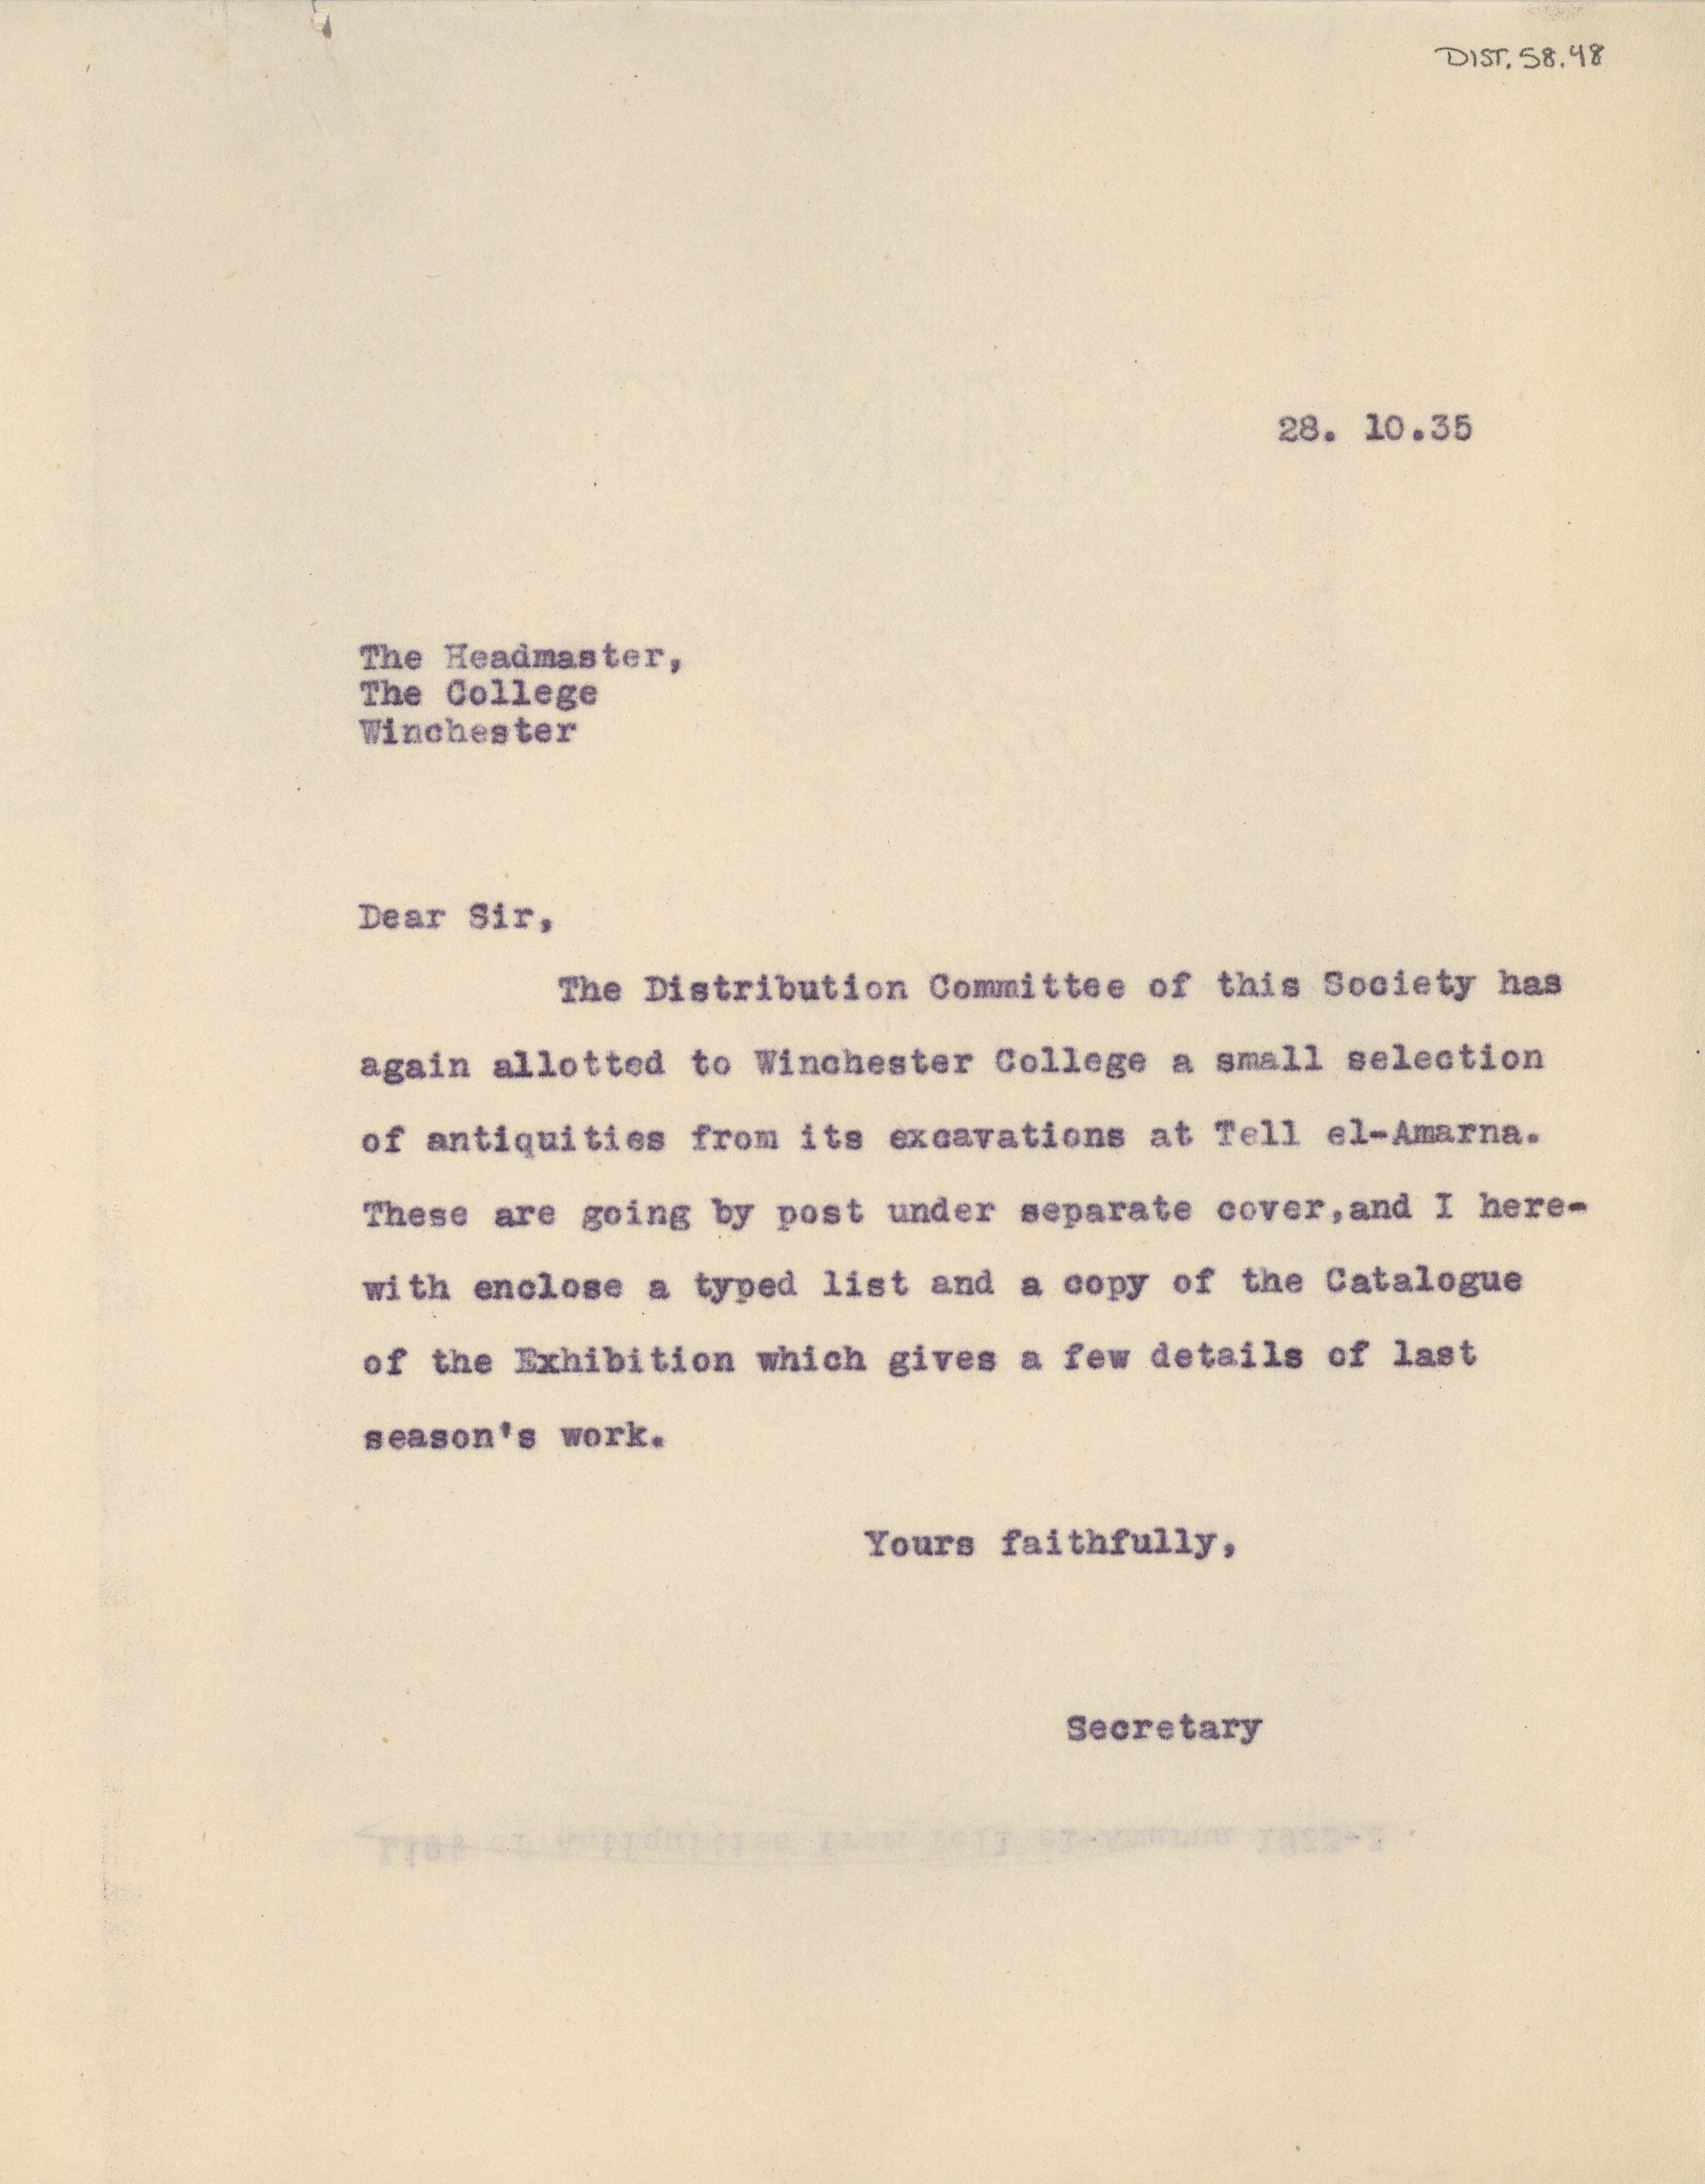 DIST. 58.48
28. 10.35
The Headmaster,
The College
Winchester
Dear Sir,
The Distribution Committee of this Society has
again allotted to Winchester College a small selection
of antiquities from its excavations at Tell el-Amarna.
These are going by post under separate cover,and I here-
with enclose a typed list and a copy of the Catalogue
of the Exhibition which gives a few details of last
season's work.
Yours faithfully,
Secretary